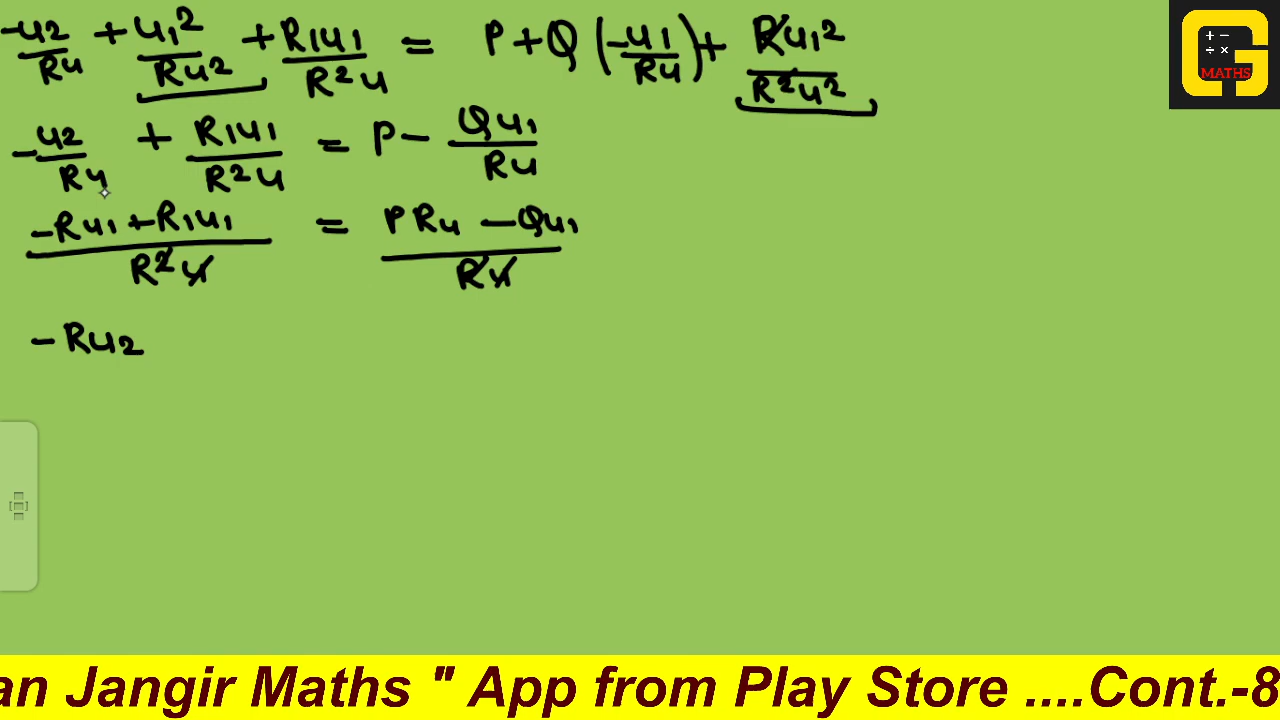 -u2/Ru + u₁²/Ru² + R₁u₁/R²u = P + Q(-u₁/Ru) + Ru₁²/R²u²
-u2/Ru + R₁u₁/R²u = P - Qu₁/Ru
(-Ru₁ + R₁u₁)/R²u = (PRu - Qu₁)/Ru
-Ru₂
+ −
÷ ×
MATHS
an Jangir Maths " App from Play Store ....Cont.-8